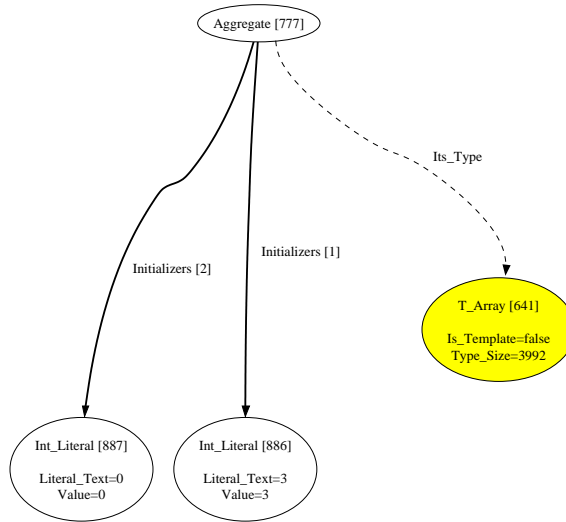 Aggregate [777]
Its_Type
Initializers [2]
Initializers [1]
T_Array [641]
Is_Template=false
Type_Size=3992
Int_Literal [887]
Literal_Text=0
Value=0
Int_Literal [886]
Literal_Text=3
Value=3